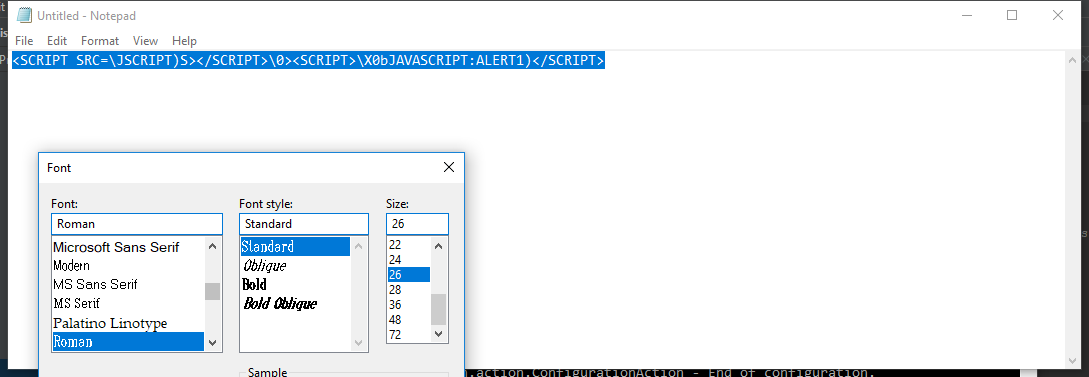 Untitled - Notepad
File Edit Format View Help
<SCRIPT SRC=\JSCRIPT)S></SCRIPT>\0><SCRIPT>\X0bJAVASCRIPT:ALERT1)</SCRIPT>
Font
Font: Font style: Size:
Roman Standard 26
Microsoft Sans Serif Standard 22
Modern Oblique 24
MS Sans Serif Bold 26
MS Serif Bold Oblique 28
Palatino Linotype 36
Roman 48
72
Sample
.action.ConfigurationAction - End of configuration.